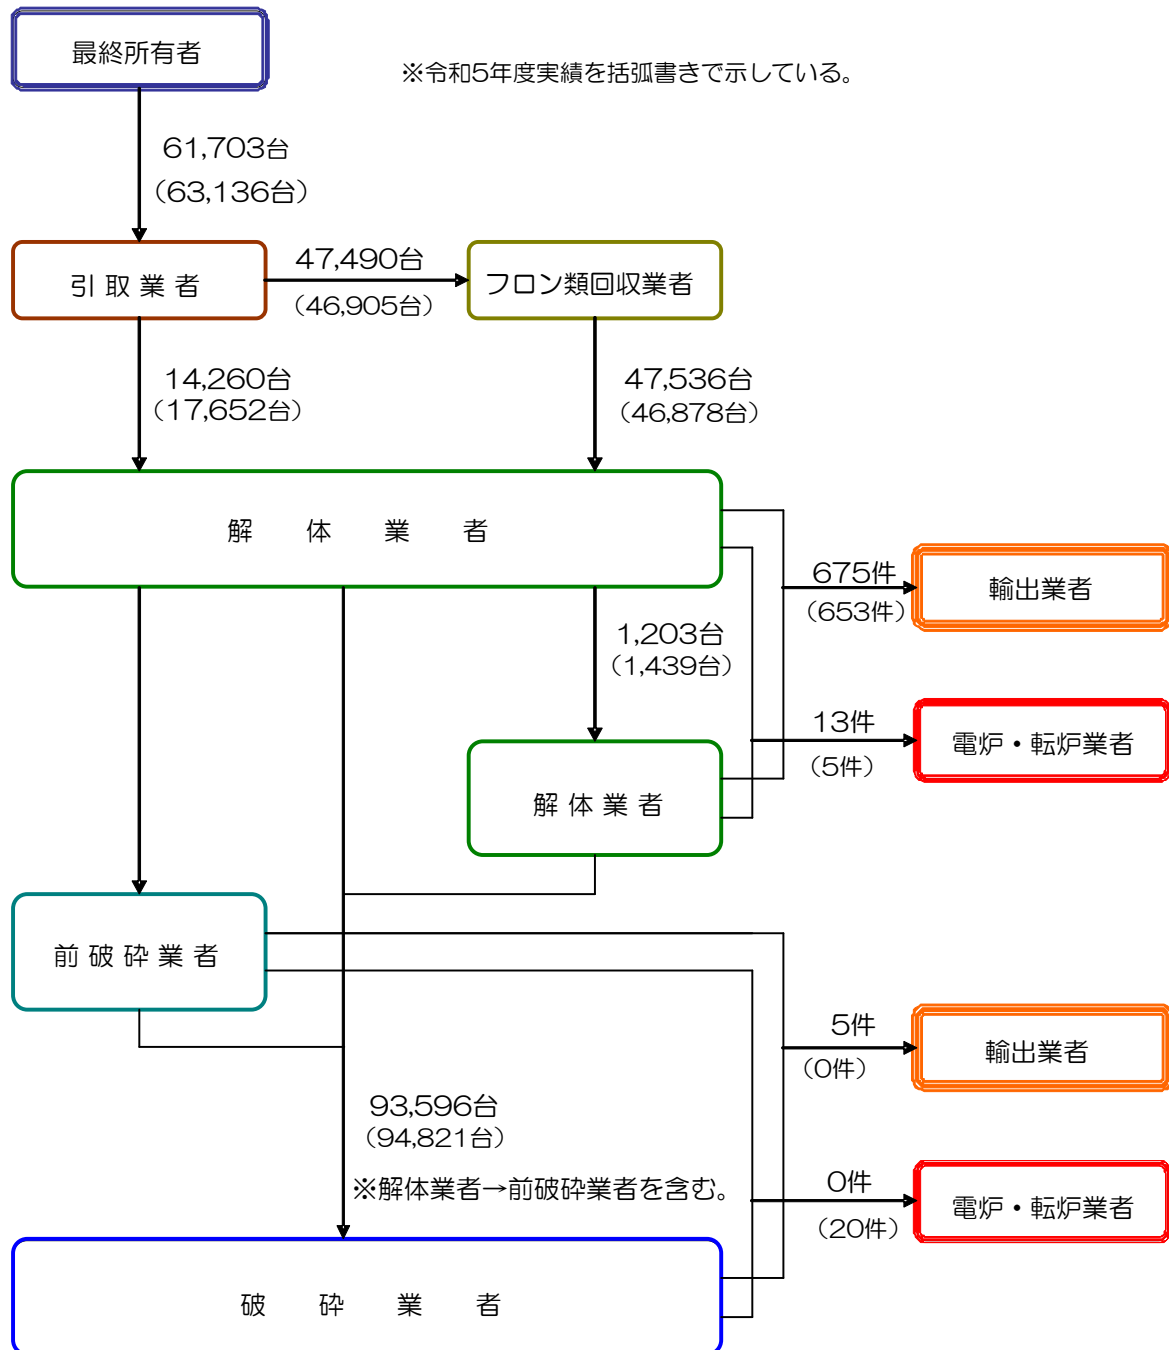 最終所有者
※令和5年度実績を括弧書きで示している。
61,703台
（63,136台）
引取業者
47,490台
（46,905台）
フロン類回収業者
14,260台
（17,652台）
47,536台
（46,878台）
解体業者
675件
（653件）
輸出業者
1,203台
（1,439台）
13件
（5件）
電炉・転炉業者
解体業者
前破砕業者
5件
（0件）
輸出業者
93,596台
（94,821台）
※解体業者→前破砕業者を含む。
0件
（20件）
電炉・転炉業者
破砕業者